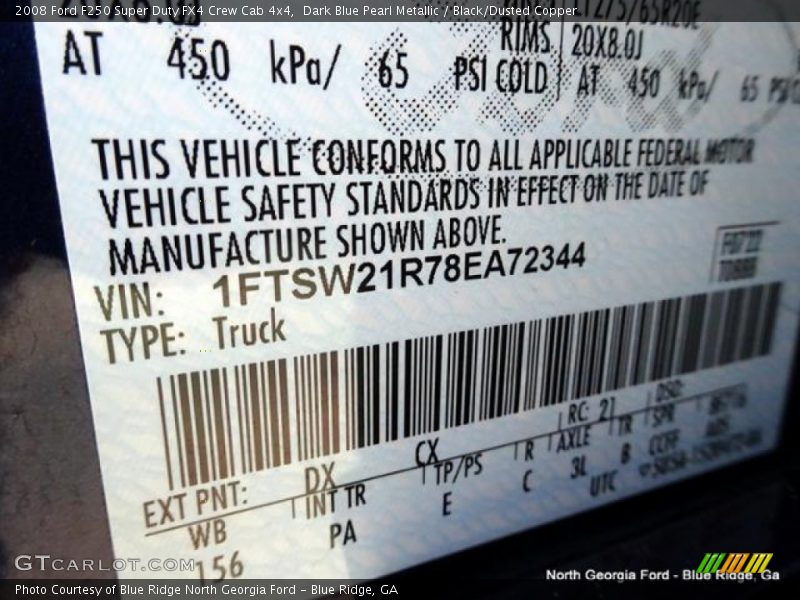 2008 Ford F250 Super Duty FX4 Crew Cab 4x4, Dark Blue Pearl Metallic / Black/Dusted Copper
RIMS 20X8.0J
AT 450 kPa/ 65 PSI COLD AT 450 kPa/ 65 PSI
THIS VEHICLE CONFORMS TO ALL APPLICABLE FEDERAL MOTOR
VEHICLE SAFETY STANDARDS IN EFFECT ON THE DATE OF
MANUFACTURE SHOWN ABOVE.
VIN: 1FTSW21R78EA72344
TYPE: Truck
EXT PNT: DX CX RC: 21 DSO:
WB INT TR TP/PS R AXLE TR SPR
156 PA E C 3L B
UTC
GTCARLOT.COM
North Georgia Ford - Blue Ridge, Ga
Photo Courtesy of Blue Ridge North Georgia Ford - Blue Ridge, GA